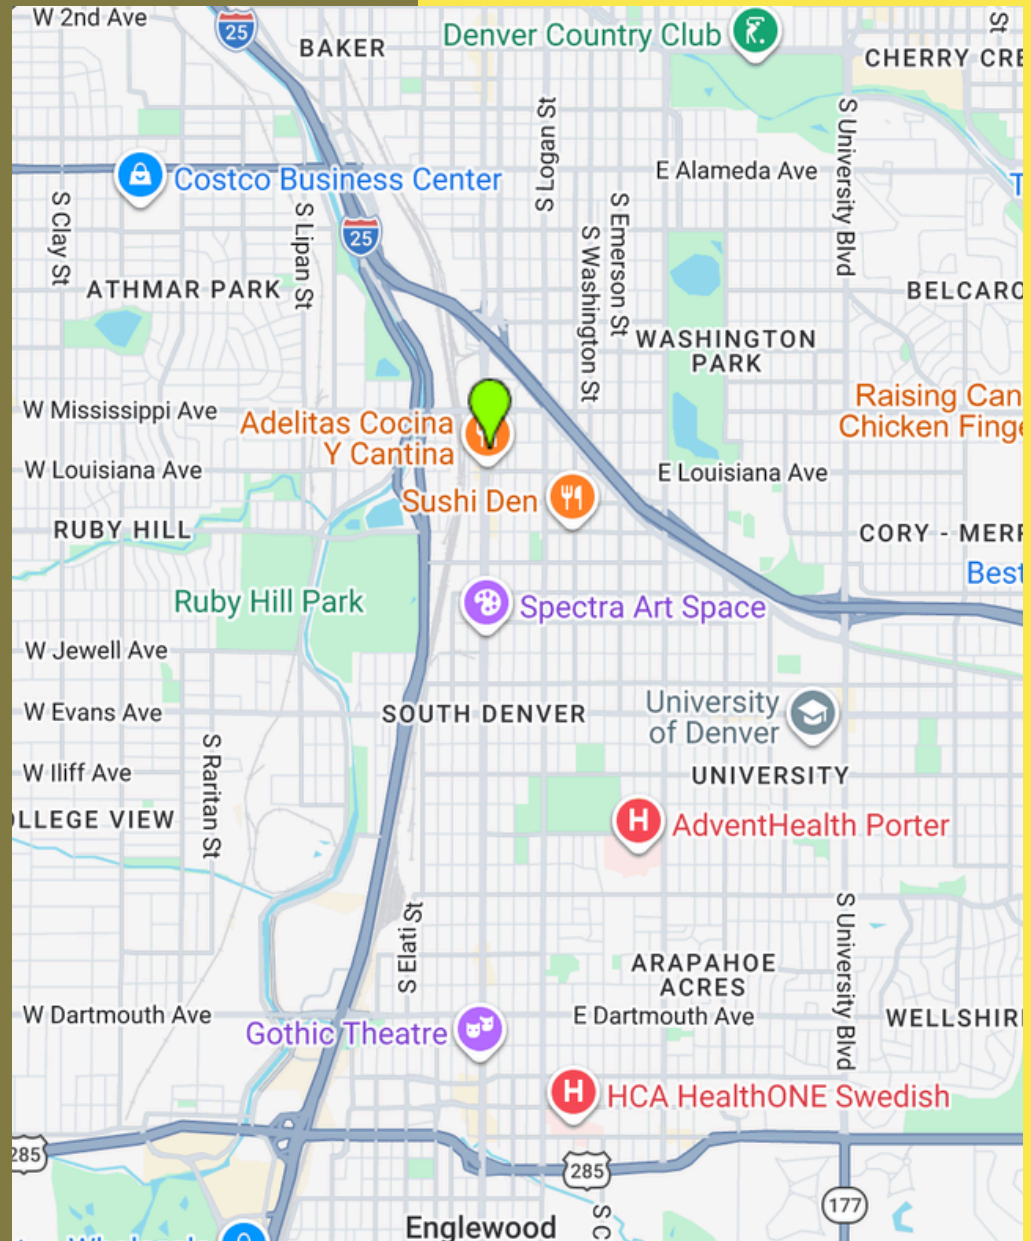 W 2nd Ave
25
BAKER
Denver Country Club
St
CHERRY CRE
Costco Business Center
S Logan St
E Alameda Ave
S University Blvd
S Clay St
S Lipan St
25
S Emerson St
S Washington St
ATHMAR PARK
BELCARO
WASHINGTON
PARK
W Mississippi Ave
Adelitas Cocina
Y Cantina
Raising Can
Chicken Finge
W Louisiana Ave
E Louisiana Ave
Sushi Den
RUBY HILL
CORY - MERR
Best
Ruby Hill Park
Spectra Art Space
W Jewell Ave
W Evans Ave
SOUTH DENVER
University
of Denver
W Iliff Ave
S Raritan St
UNIVERSITY
OLLEGE VIEW
H
AdventHealth Porter
S Elati St
S University Blvd
ARAPAHOE
ACRES
W Dartmouth Ave
E Dartmouth Ave
WELLSHIRE
Gothic Theatre
H
HCA HealthONE Swedish
285
285
177
S C
Englewood